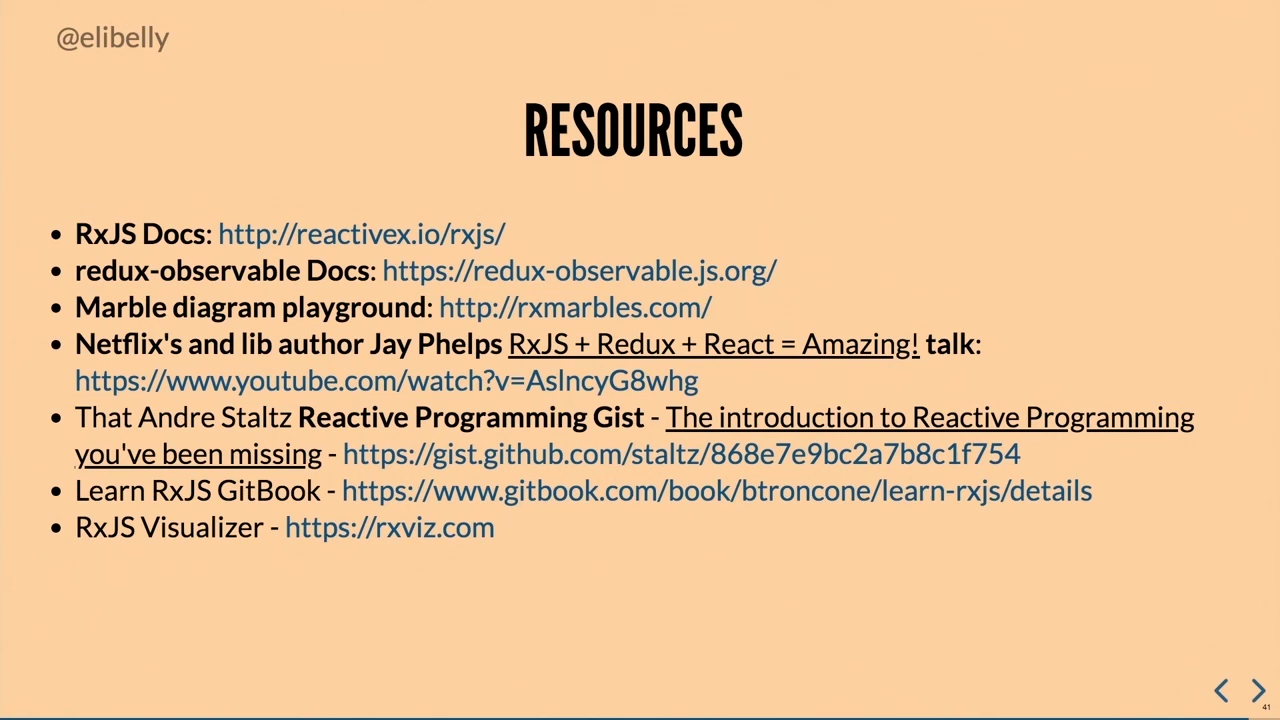 @elibelly
RESOURCES
RxJS Docs: http://reactivex.io/rxjs/
redux-observable Docs: https://redux-observable.js.org/
Marble diagram playground: http://rxmarbles.com/
Netflix's and lib author Jay Phelps RxJS + Redux + React = Amazing! talk:
https://www.youtube.com/watch?v=AslncyG8whg
That Andre Staltz Reactive Programming Gist - The introduction to Reactive Programming
you've been missing - https://gist.github.com/staltz/868e7e9bc2a7b8c1f754
Learn RxJS GitBook - https://www.gitbook.com/book/btroncone/learn-rxjs/details
RxJS Visualizer - https://rxviz.com
41